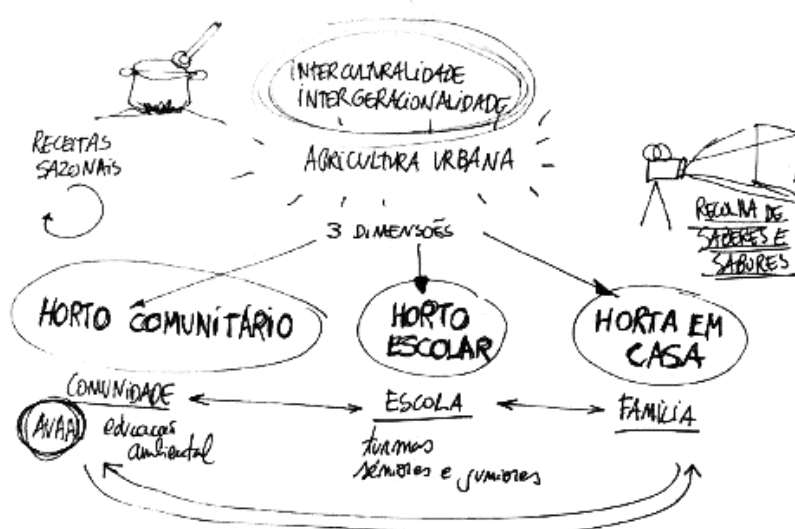 INTERCULTURALIDADE
INTERGERACIONALIDADE
AGRICULTURA URBANA
RECEITAS
SAZONAIS
3 DIMENSÕES
RECOLHA DE
SABERES E
SABORES
HORTO COMUNITÁRIO
HORTO
ESCOLAR
HORTA EM
CASA
COMUNIDADE
ESCOLA
FAMÍLIA
educação
ambiental
turmas
séniores e juniores